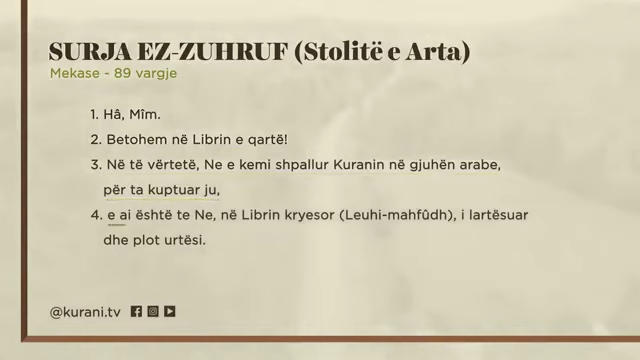 SURJA EZ-ZUHRUF (Stolitë e Arta)
Mekase - 89 vargje
1. Hâ, Mîm.
2. Betohem në Librin e qartë!
3. Në të vërtetë, Ne e kemi shpallur Kuranin në gjuhën arabe,
për ta kuptuar ju,
4. e ai është te Ne, në Librin kryesor (Leuhi-mahfûdh), i lartësuar
dhe plot urtësi.
@kurani.tv